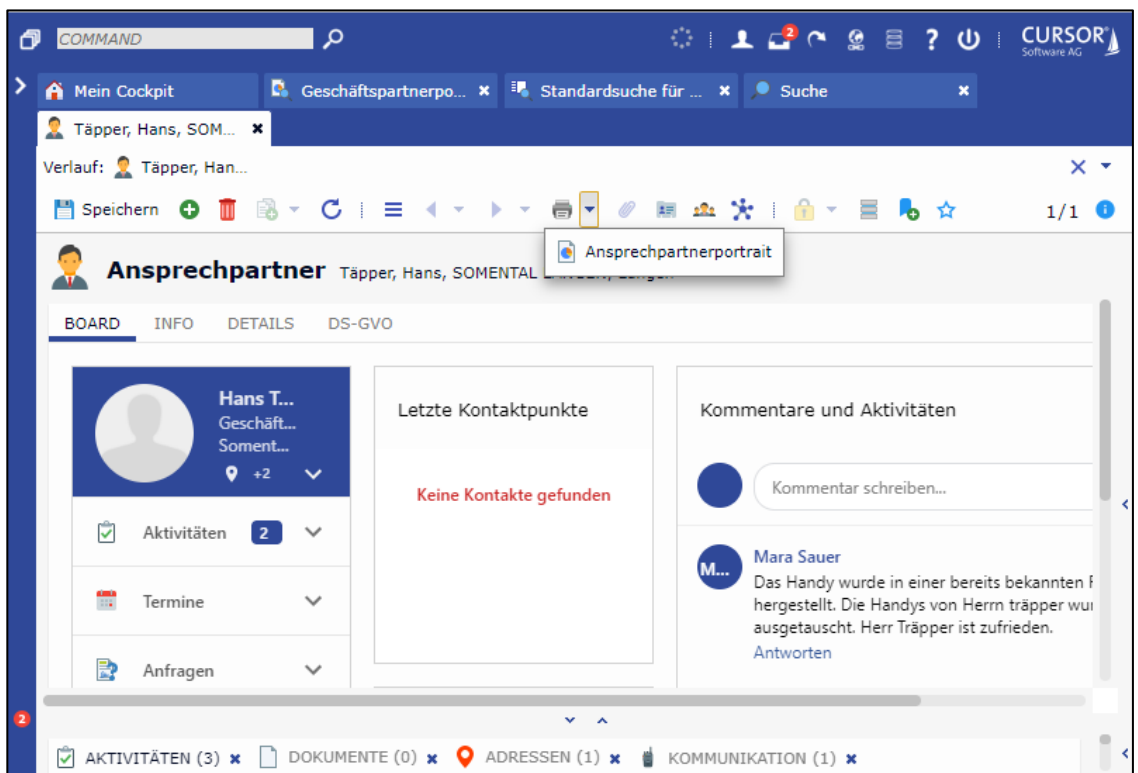 COMMAND
2
CURSOR
Software AG
Mein Cockpit
Geschäftspartnerpo...
Standardsuche für ...
Suche
Täpper, Hans, SOM...
Verlauf: Täpper, Han...
Speichern
1/1
Ansprechpartnerportrait
Ansprechpartner Täpper, Hans, SOMENTAL
BOARD INFO DETAILS DS-GVO
Hans T...
Geschäft...
Soment...
+2
Aktivitäten 2
Termine
Anfragen
Letzte Kontaktpunkte
Keine Kontakte gefunden
Kommentare und Aktivitäten
Kommentar schreiben...
M...
Mara Sauer
Das Handy wurde in einer bereits bekannten
hergestellt. Die Handys von Herrn träpper wur
ausgetauscht. Herr Träpper ist zufrieden.
Antworten
2
AKTIVITÄTEN (3) DOKUMENTE (0) ADRESSEN (1) KOMMUNIKATION (1)